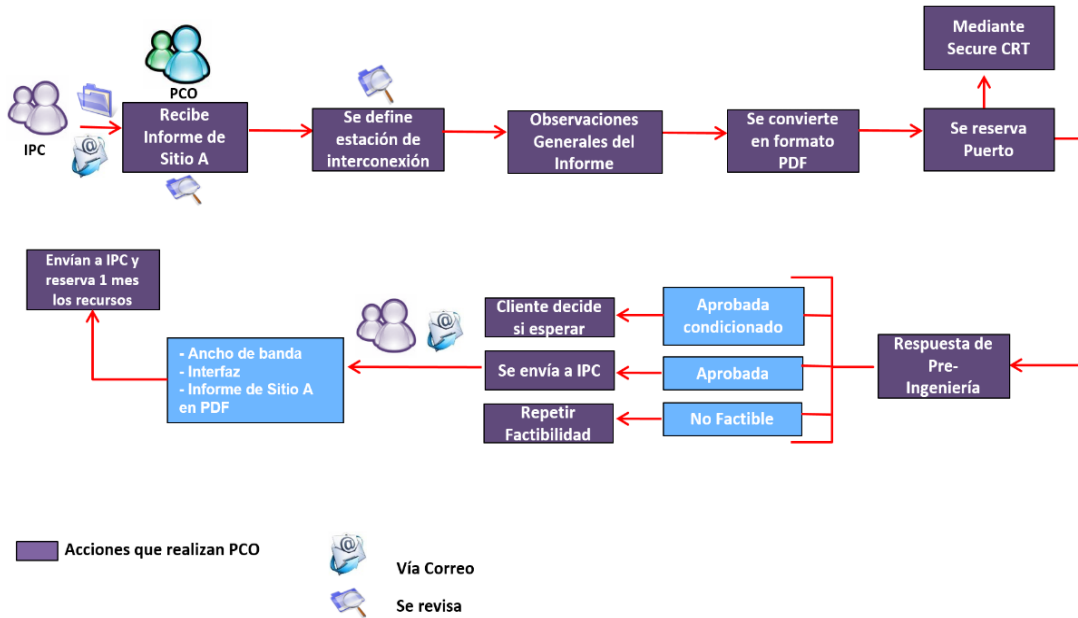 IPC
PCO
Recibe
Informe de
Sitio A
Se define
estación de
interconexión
Observaciones
Generales del
Informe
Se convierte
en formato
PDF
Mediante
Secure CRT
Se reserva
Puerto
Envían a IPC y
reserva 1 mes
los recursos
- Ancho de banda
- Interfaz
- Informe de Sitio A
en PDF
Cliente decide
si esperar
Se envía a IPC
Repetir
Factibilidad
Aprobada
condicionado
Aprobada
No Factible
Respuesta de
Pre-
Ingeniería
Acciones que realizan PCO
Vía Correo
Se revisa